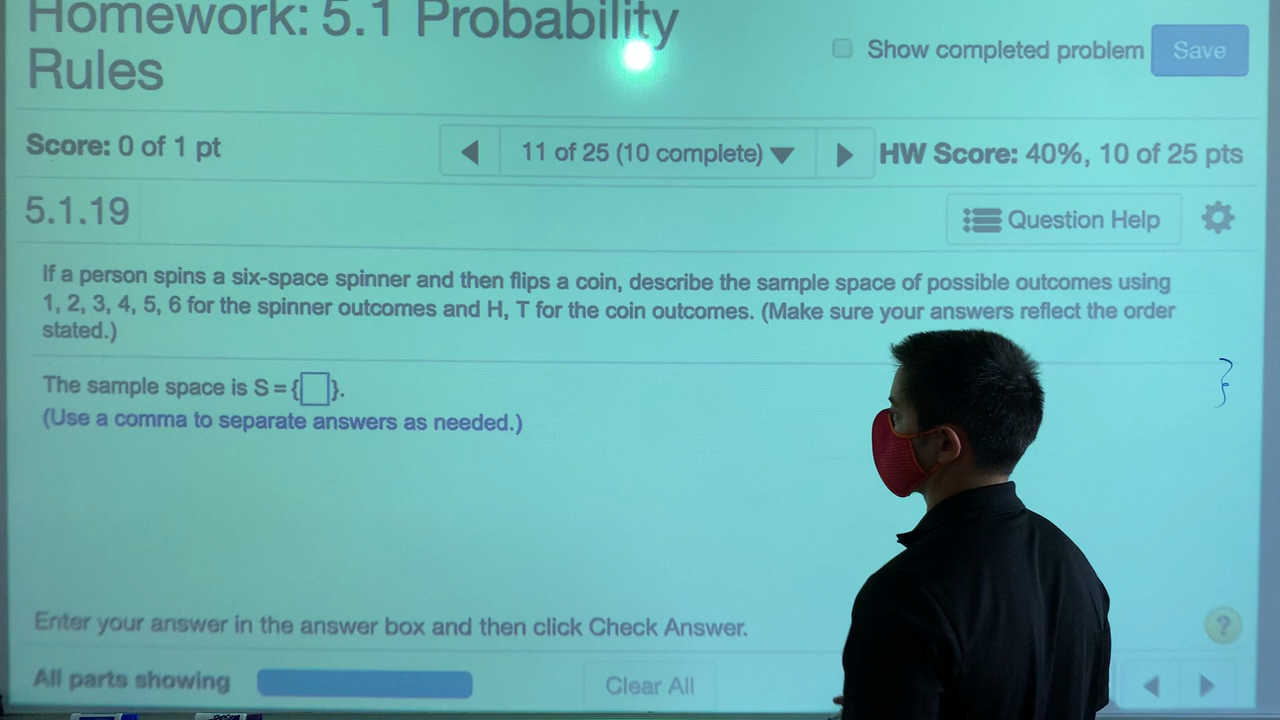 Homework: 5.1 Probability
Rules
Show completed problem
Save
Score: 0 of 1 pt
11 of 25 (10 complete)
HW Score: 40%, 10 of 25 pts
5.1.19
Question Help
If a person spins a six-space spinner and then flips a coin, describe the sample space of possible outcomes using
1, 2, 3, 4, 5, 6 for the spinner outcomes and H, T for the coin outcomes. (Make sure your answers reflect the order
stated.)
The sample space is S = { }.
}
(Use a comma to separate answers as needed.)
Enter your answer in the answer box and then click Check Answer.
?
All parts showing
Clear All